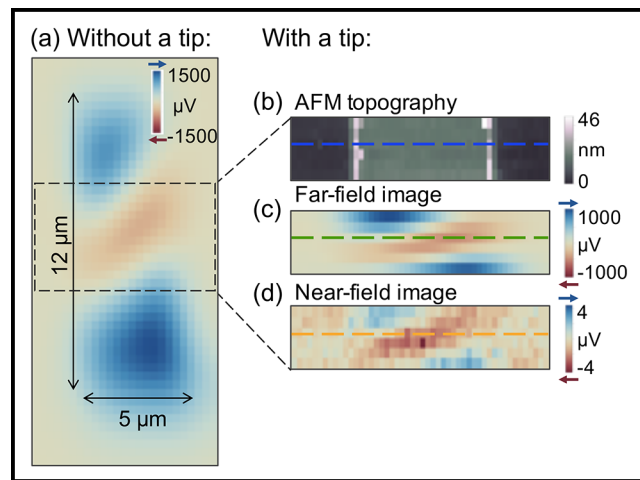 (a) Without a tip:
1500
μV
-1500
12 μm
5 μm
With a tip:
(b) AFM topography
46
nm
0
(c) Far-field image
1000
μV
-1000
(d) Near-field image
4
μV
-4